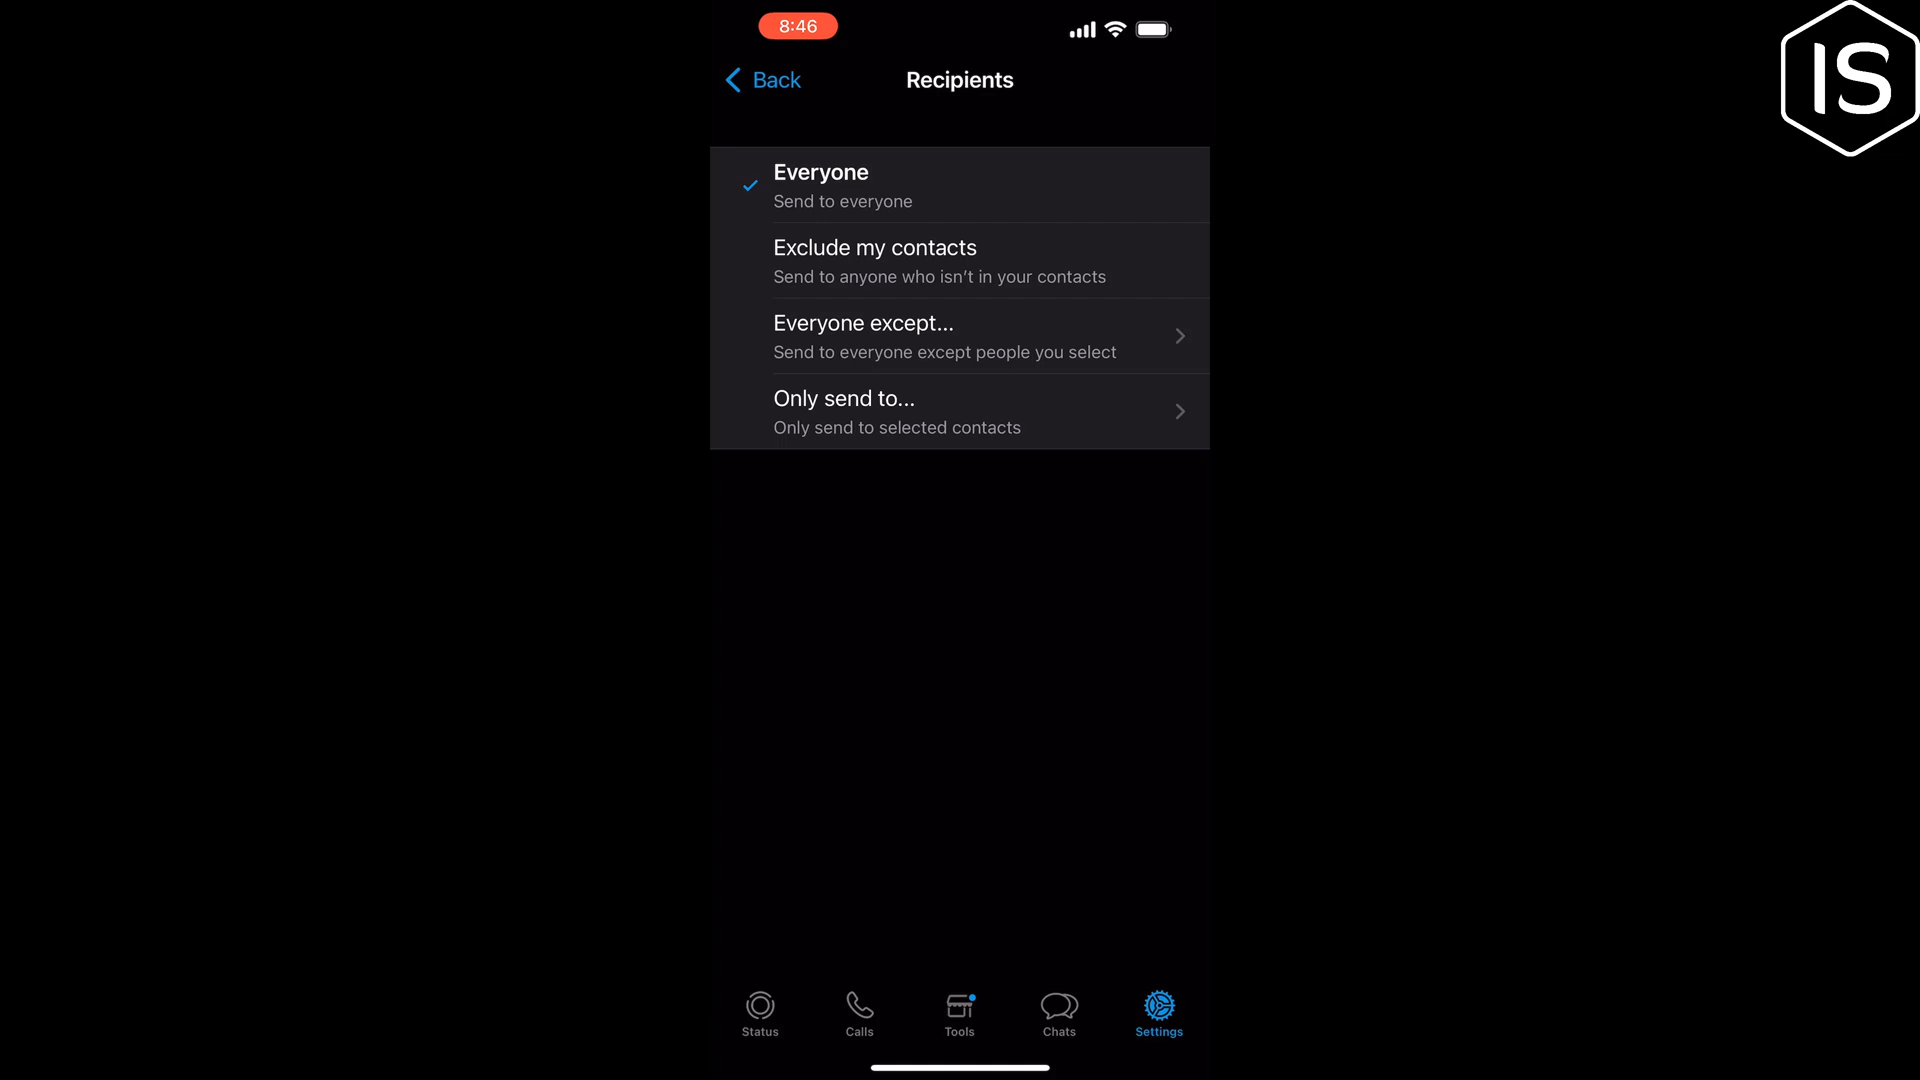 8:46
IS
Back
Recipients
Everyone
Send to everyone
Exclude my contacts
Send to anyone who isn’t in your contacts
Everyone except...
Send to everyone except people you select
Only send to...
Only send to selected contacts
Status
Calls
Tools
Chats
Settings